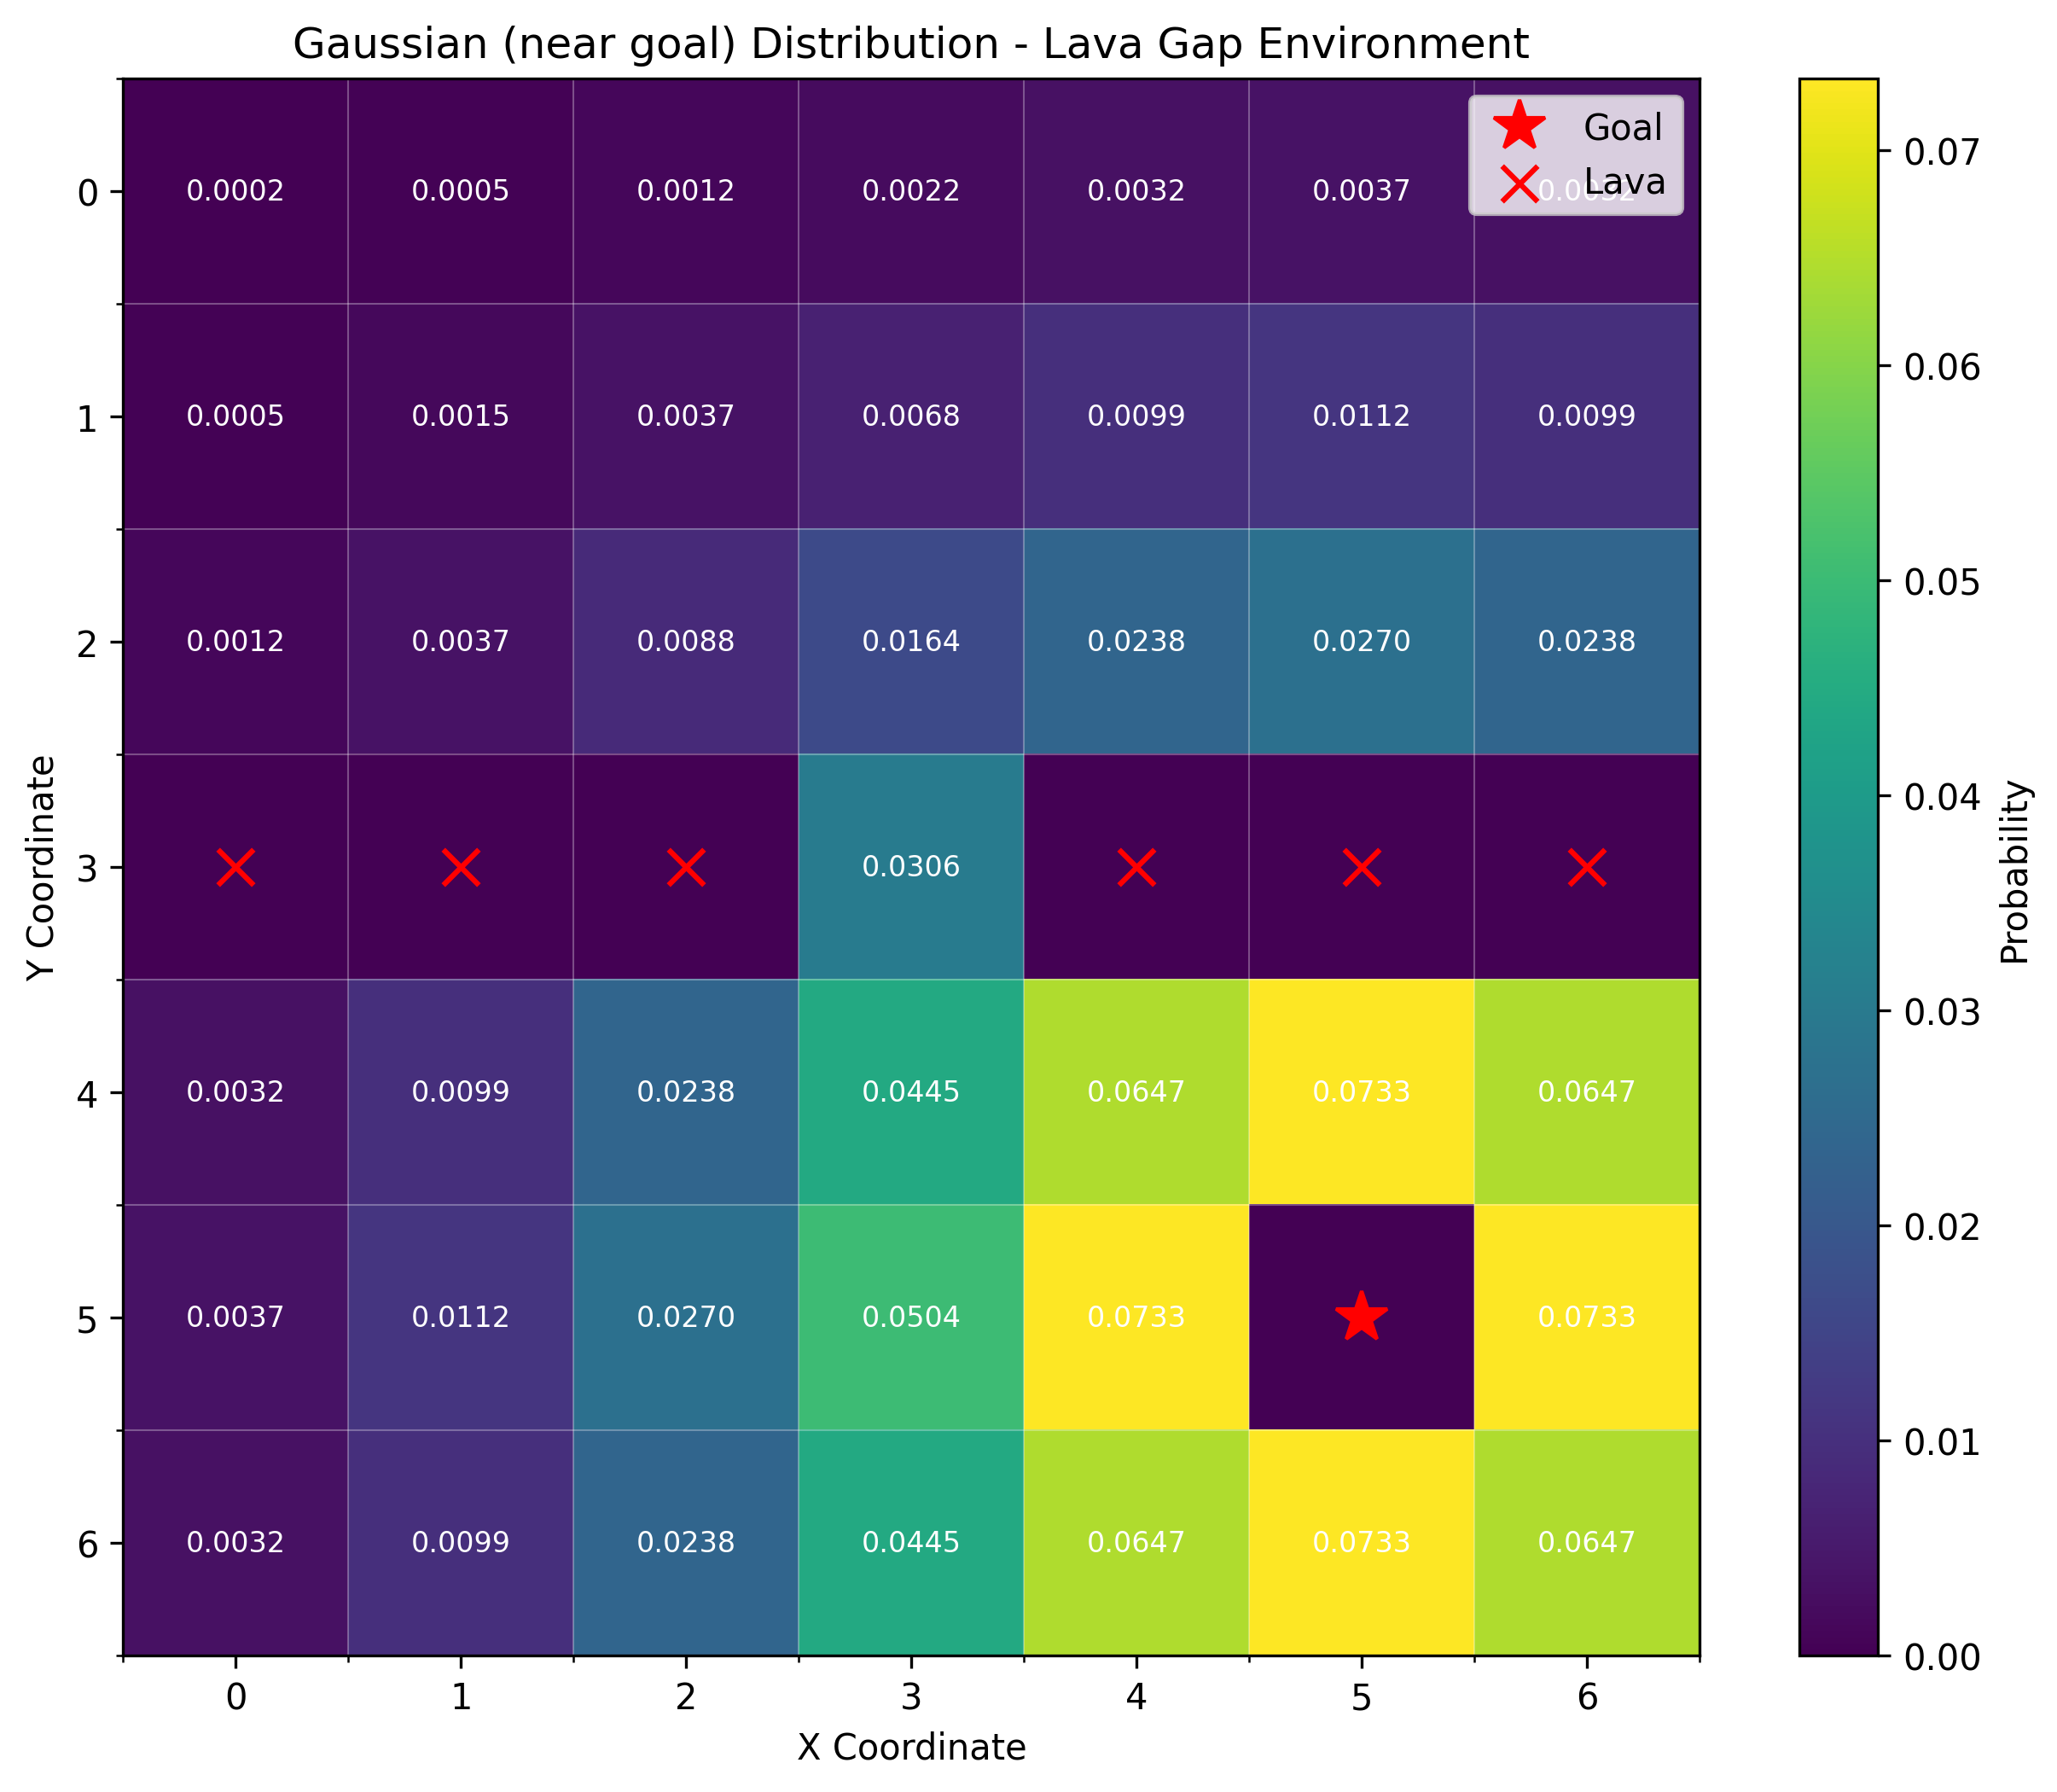 Gaussian (near goal) Distribution - Lava Gap Environment
Goal
Lava
0 0.0002 0.0005 0.0012 0.0022 0.0032 0.0037
1 0.0005 0.0015 0.0037 0.0068 0.0099 0.0112 0.0099
2 0.0012 0.0037 0.0088 0.0164 0.0238 0.0270 0.0238
3 0.0306
4 0.0032 0.0099 0.0238 0.0445 0.0647 0.0733 0.0647
5 0.0037 0.0112 0.0270 0.0504 0.0733 0.0733
6 0.0032 0.0099 0.0238 0.0445 0.0647 0.0733 0.0647
0 1 2 3 4 5 6
X Coordinate
Y Coordinate
0.07
0.06
0.05
0.04
0.03
0.02
0.01
0.00
Probability